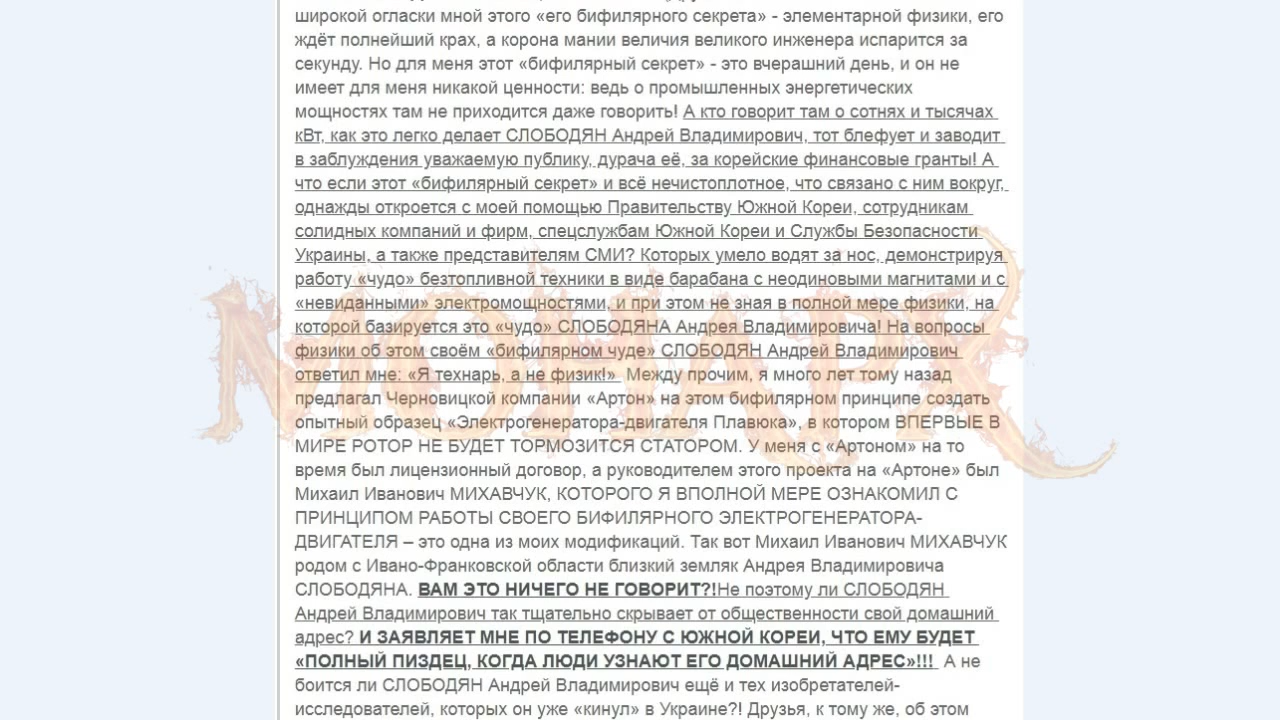 широкой огласки мной этого «его бифилярного секрета» - элементарной физики, его
ждёт полнейший крах, а корона мании величия великого инженера испарится за
секунду. Но для меня этот «бифилярный секрет» - это вчерашний день, и он не
имеет для меня никакой ценности: ведь о промышленных энергетических
мощностях там не приходится даже говорить! А кто говорит там о сотнях и тысячах
кВт, как это легко делает СЛОБОДЯН Андрей Владимирович, тот блефует и заводит
в заблуждения уважаемую публику, дурача её, за корейские финансовые гранты! А
что если этот «бифилярный секрет» и всё нечистоплотное, что связано с ним вокруг,
однажды откроется с моей помощью Правительству Южной Кореи, сотрудникам
солидных компаний и фирм, спецслужбам Южной Кореи и Службы Безопасности
Украины, а также представителям СМИ? Которых умело водят за нос, демонстрируя
работу «чудо» безтопливной техники в виде барабана с неодиновыми магнитами и с
«невиданными» электромощностями, и при этом не зная в полной мере физики, на
которой базируется это «чудо» СЛОБОДЯНА Андрея Владимировича! На вопросы
физики об этом своём «бифилярном чуде» СЛОБОДЯН Андрей Владимирович
ответил мне: «Я технарь, а не физик!» Между прочим, я много лет тому назад
предлагал Черновицкой компании «Артон» на этом бифилярном принципе создать
опытный образец «Электрогенератора-двигателя Плавюка», в котором ВПЕРВЫЕ В
МИРЕ РОТОР НЕ БУДЕТ ТОРМОЗИТСЯ СТАТОРОМ. У меня с «Артоном» на то
время был лицензионный договор, а руководителем этого проекта на «Артоне» был
Михаил Иванович МИХАВЧУК, КОТОРОГО Я ВПОЛНОЙ МЕРЕ ОЗНАКОМИЛ С
ПРИНЦИПОМ РАБОТЫ СВОЕГО БИФИЛЯРНОГО ЭЛЕКТРОГЕНЕРАТОРА-
ДВИГАТЕЛЯ – это одна из моих модификаций. Так вот Михаил Иванович МИХАВЧУК
родом с Ивано-Франковской области близкий земляк Андрея Владимировича
СЛОБОДЯНА. ВАМ ЭТО НИЧЕГО НЕ ГОВОРИТ?!Не поэтому ли СЛОБОДЯН
Андрей Владимирович так тщательно скрывает от общественности свой домашний
адрес? И ЗАЯВЛЯЕТ МНЕ ПО ТЕЛЕФОНУ С ЮЖНОЙ КОРЕИ, ЧТО ЕМУ БУДЕТ
«ПОЛНЫЙ ПИЗДЕЦ, КОГДА ЛЮДИ УЗНАЮТ ЕГО ДОМАШНИЙ АДРЕС»!!! А не
боится ли СЛОБОДЯН Андрей Владимирович ещё и тех изобретателей-
исследователей, которых он уже «кинул» в Украине?! Друзья, к тому же, об этом
МОНАРХ